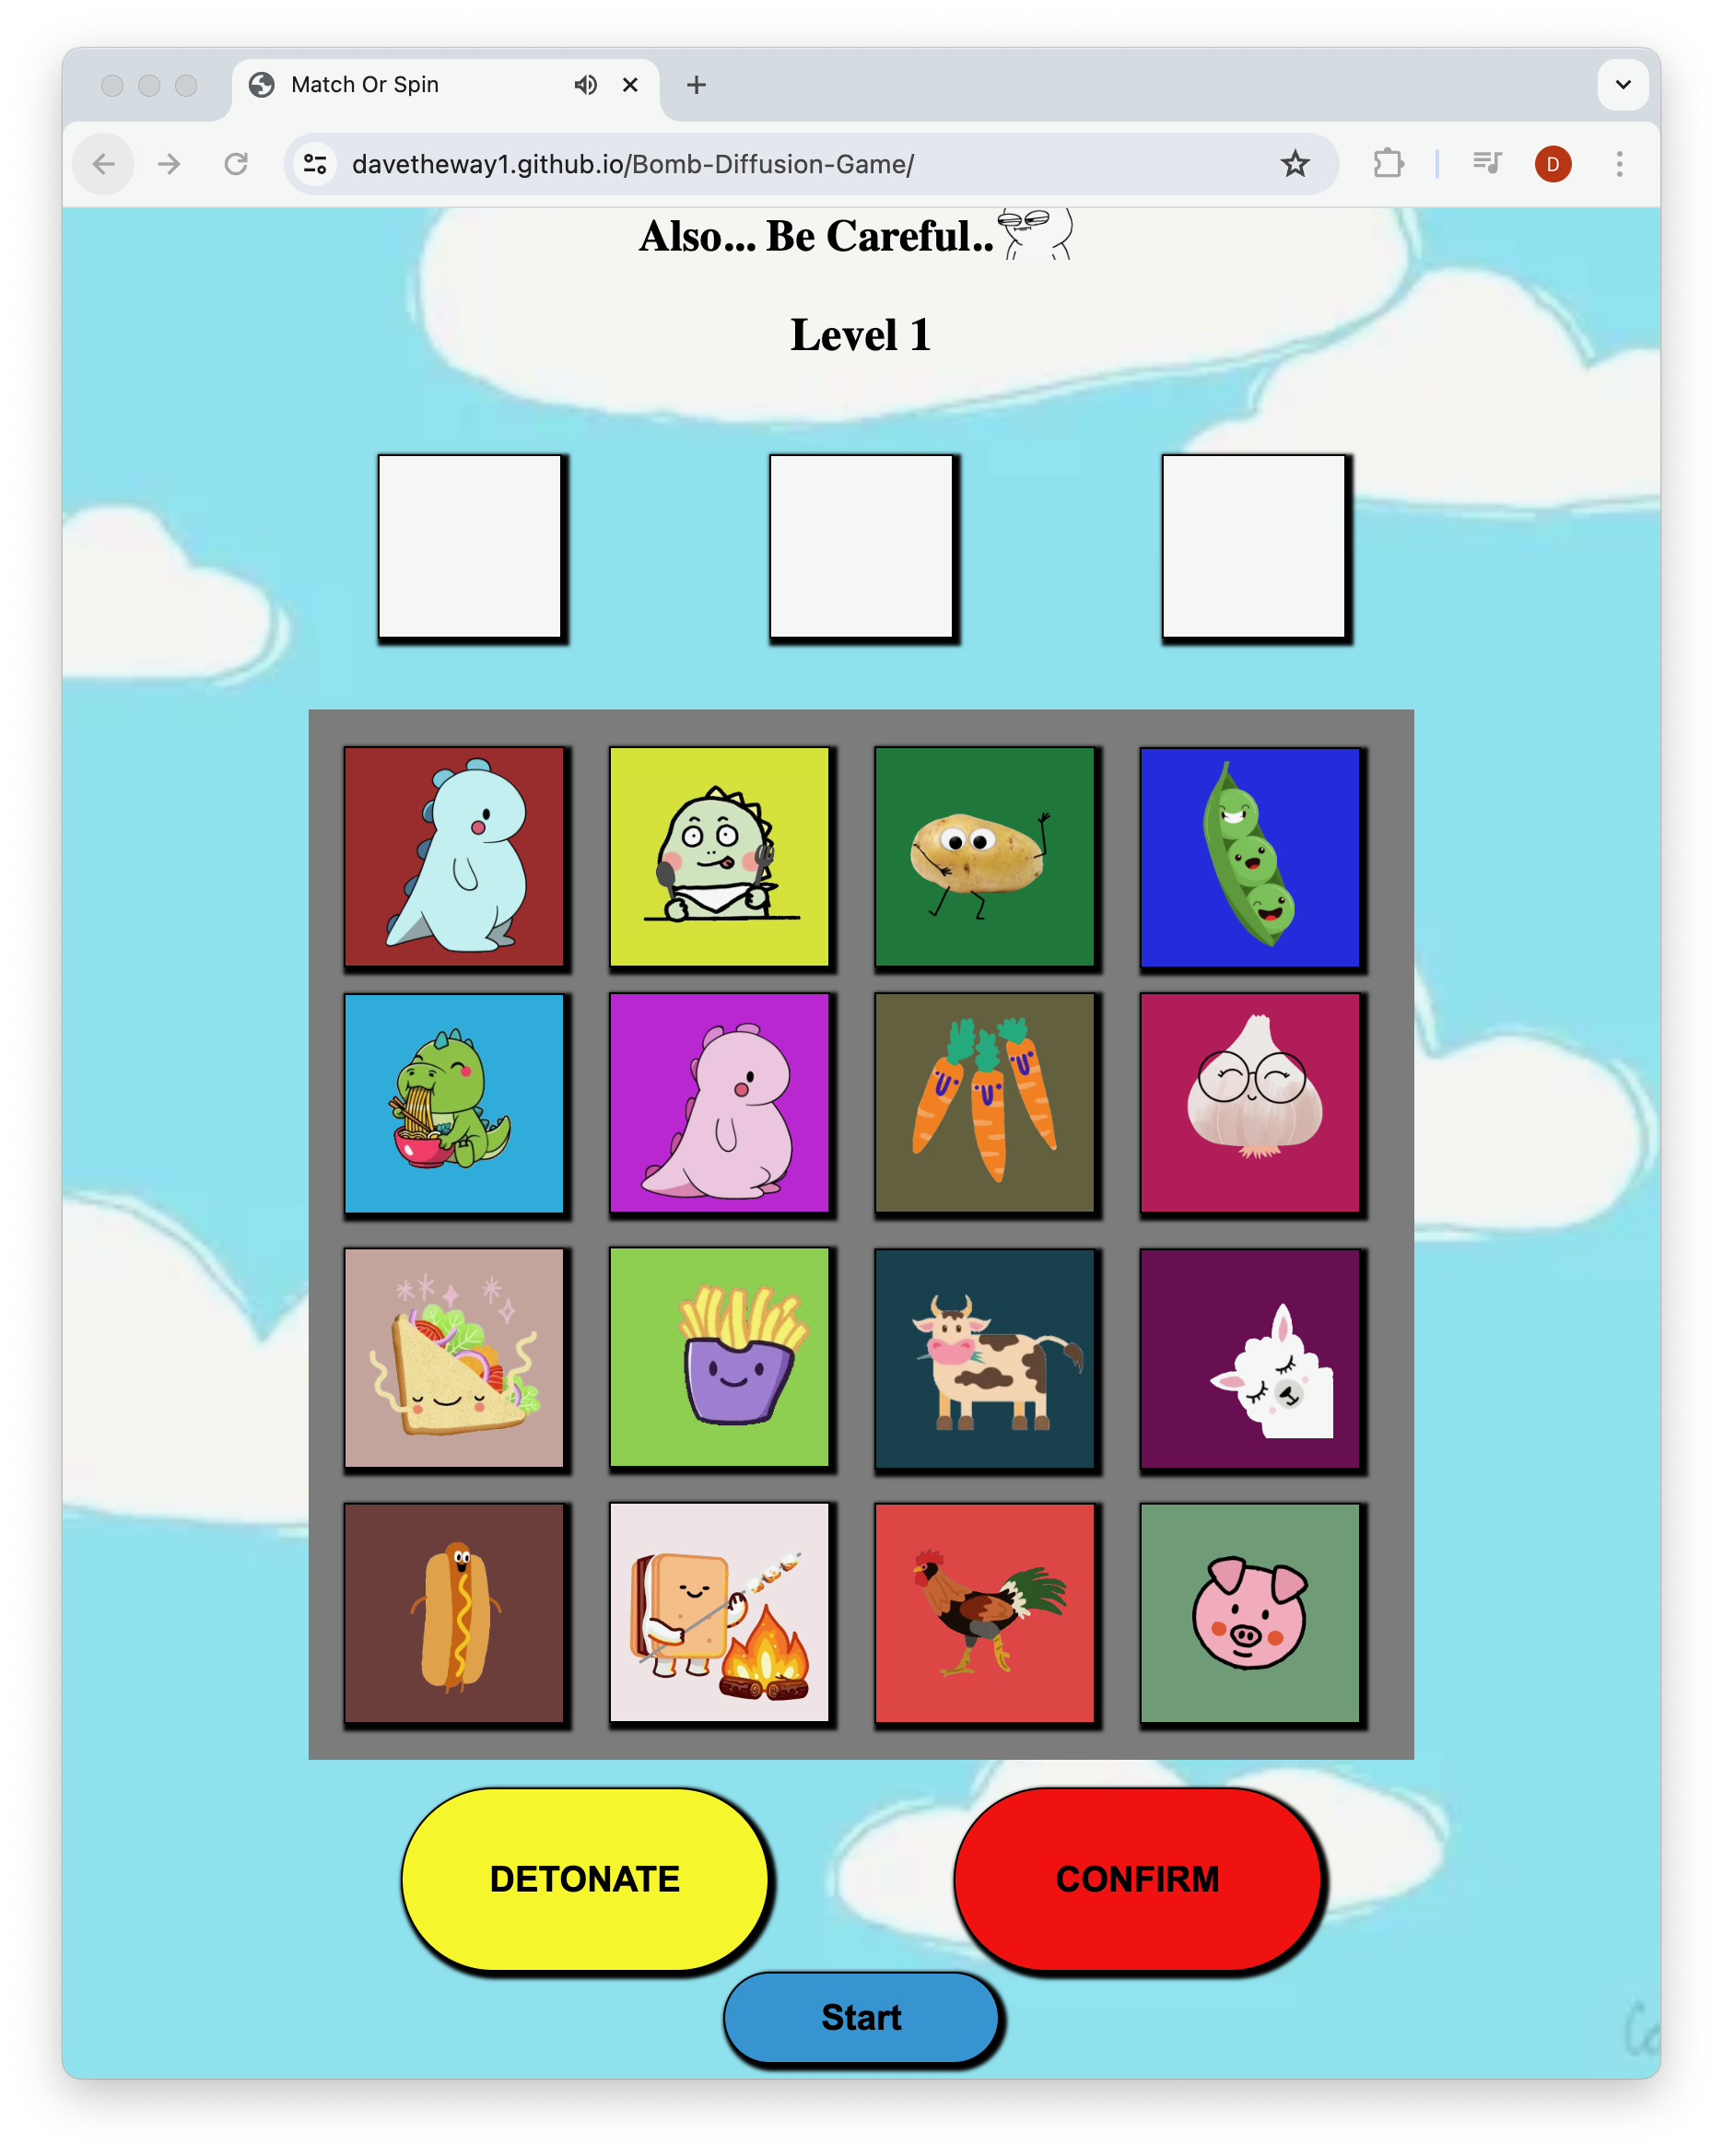 Match Or Spin
davetheway1.github.io/Bomb-Diffusion-Game/
D
Also... Be Careful..
Level 1
DETONATE
CONFIRM
Start